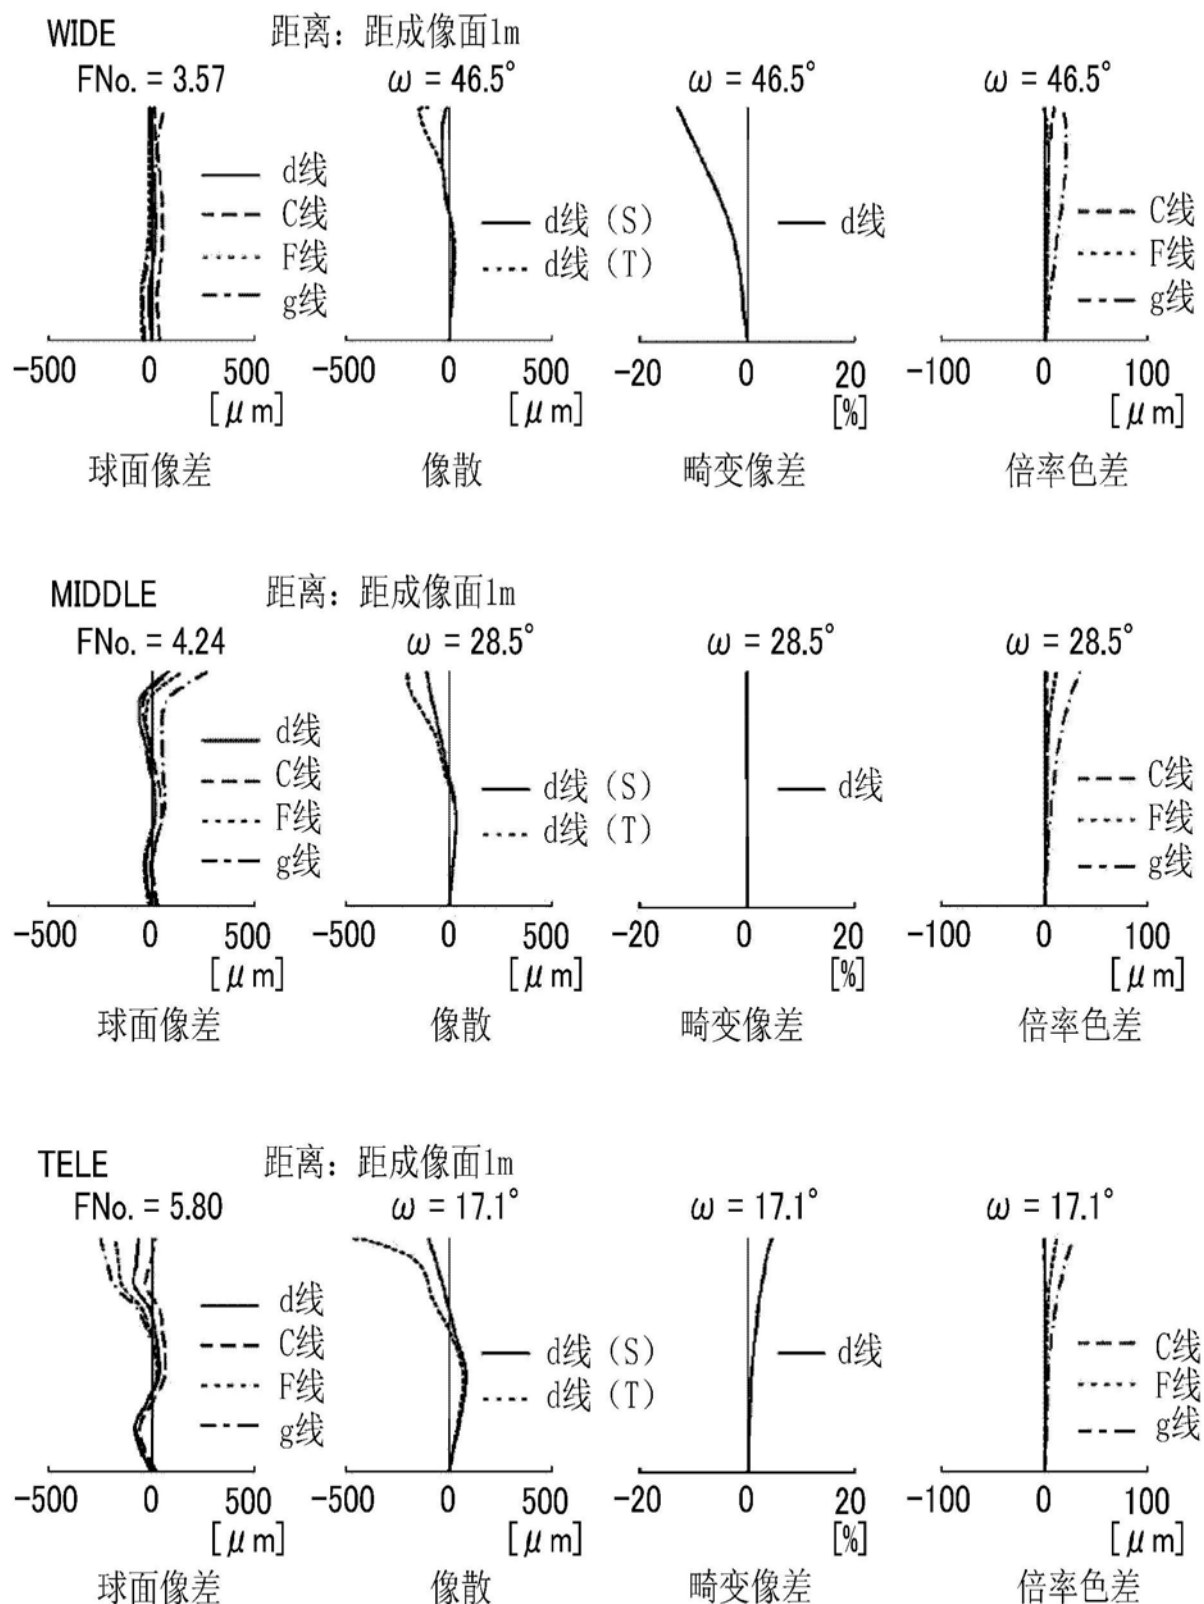 WIDE 距离：距成像面1m
FNo. = 3.57 ω = 46.5° ω = 46.5° ω = 46.5°
d线
C线
F线
g线
d线（S）
d线（T）
d线
C线
F线
g线
-500 0 500 -500 0 500 -20 0 20 -100 0 100
[μm] [μm] [%] [μm]
球面像差 像散 畸变像差 倍率色差
MIDDLE 距离：距成像面1m
FNo. = 4.24 ω = 28.5° ω = 28.5° ω = 28.5°
d线
C线
F线
g线
d线（S）
d线（T）
d线
C线
F线
g线
-500 0 500 -500 0 500 -20 0 20 -100 0 100
[μm] [μm] [%] [μm]
球面像差 像散 畸变像差 倍率色差
TELE 距离：距成像面1m
FNo. = 5.80 ω = 17.1° ω = 17.1° ω = 17.1°
d线
C线
F线
g线
d线（S）
d线（T）
d线
C线
F线
g线
-500 0 500 -500 0 500 -20 0 20 -100 0 100
[μm] [μm] [%] [μm]
球面像差 像散 畸变像差 倍率色差